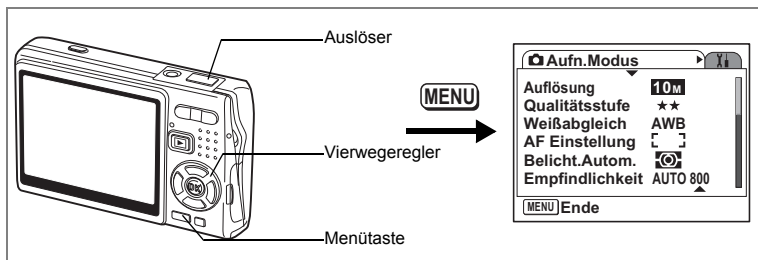 Auslöser
Vierwegeregler
Menütaste
OK
MENU
Aufn.Modus
Auflösung 10M
Qualitätsstufe ★★
Weißabgleich AWB
AF Einstellung [ ]
Belicht.Autom.
Empfindlichkeit AUTO 800
MENU Ende